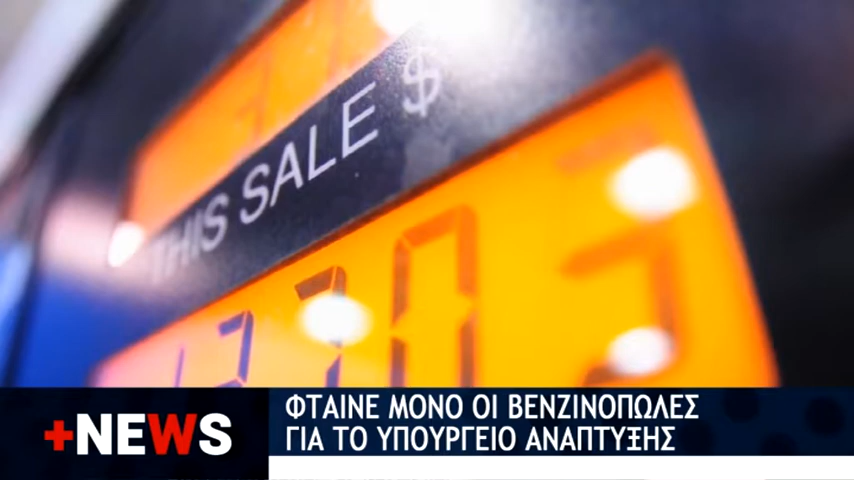 THIS SALE $
+NEWS
ΦΤΑΙΝΕ ΜΟΝΟ ΟΙ ΒΕΝΖΙΝΟΠΩΛΕΣ
ΓΙΑ ΤΟ ΥΠΟΥΡΓΕΙΟ ΑΝΑΠΤΥΞΗΣ